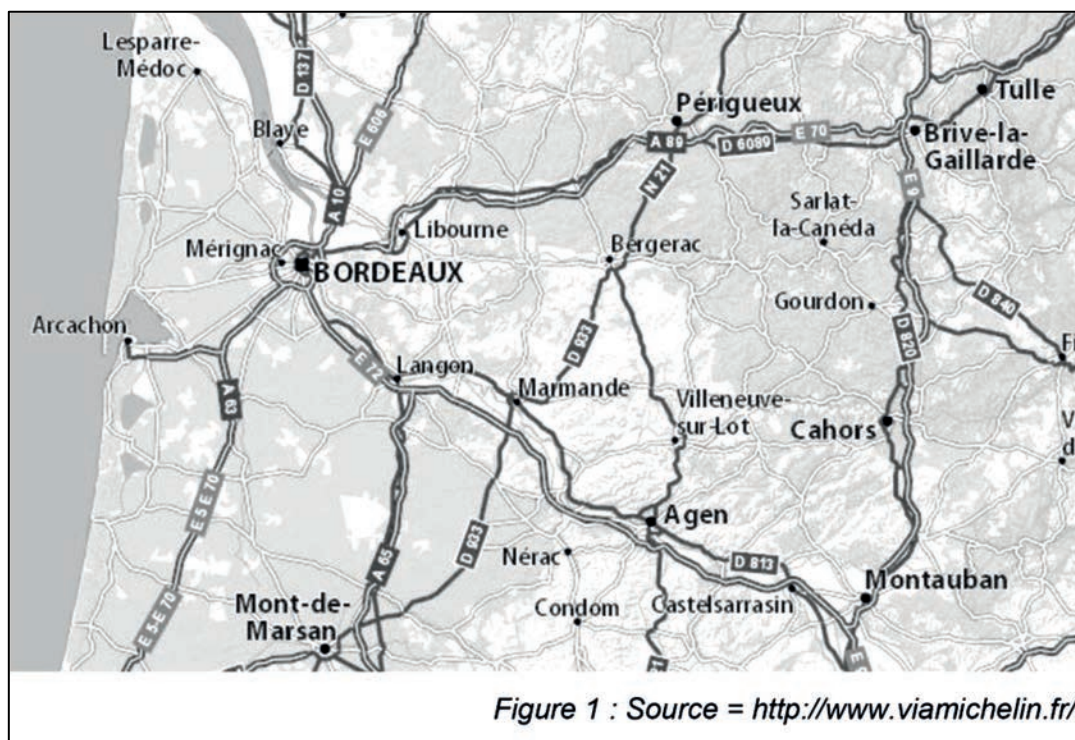 Lesparre-
Médoc
D 137
E 606
Blaye
A 10
Périgueux
A 89
D 6089
E 70
Tulle
Brive-la-
Gaillarde
N 21
E 9
Sarlat-
la-Canéda
Libourne
Mérignac
BORDEAUX
Bergerac
Gourdon
D 840
Arcachon
D 820
E 72
Langon
D 933
Marmande
A 63
Villeneuve-
sur-Lot
Cahors
E 5 E 70
Agen
D 933
A 65
Nérac
D 813
Montauban
Mont-de-
Marsan
Condom
Castelsarrasin
E 5 E 70
Figure 1 : Source = http://www.viamichelin.fr/